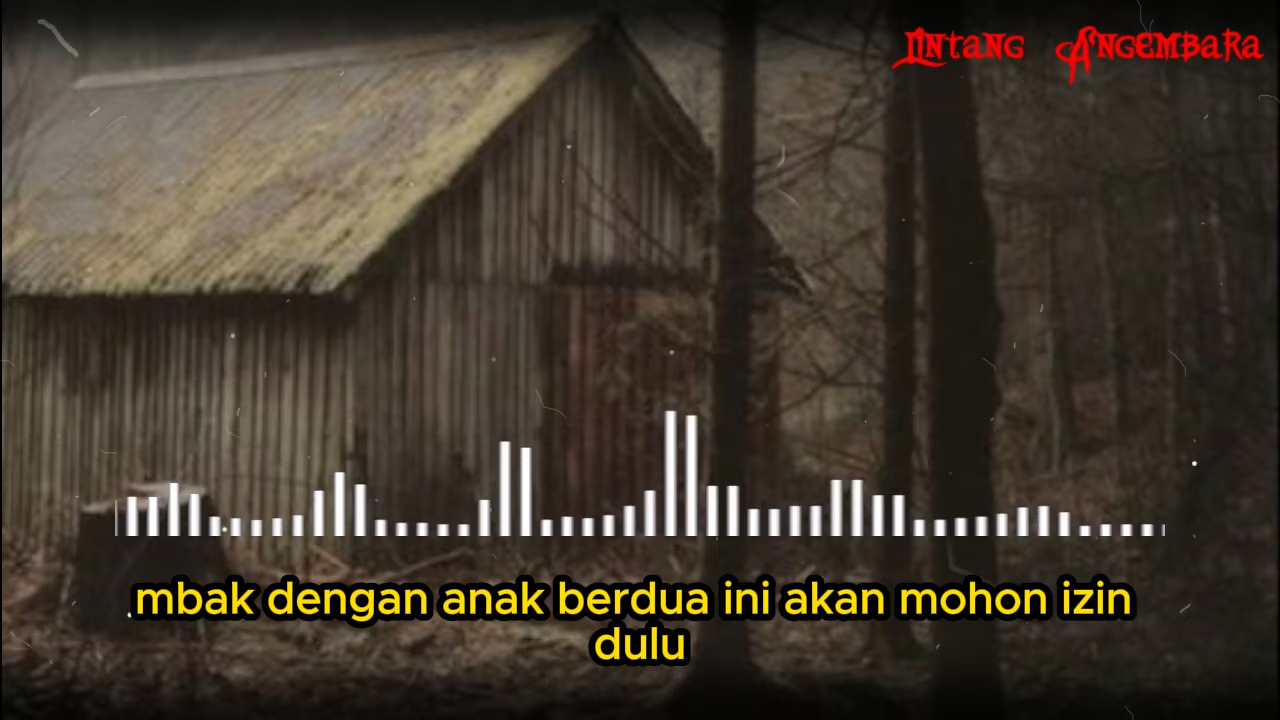 Lintang Angembara
mbak dengan anak berdua ini akan mohon izin
dulu